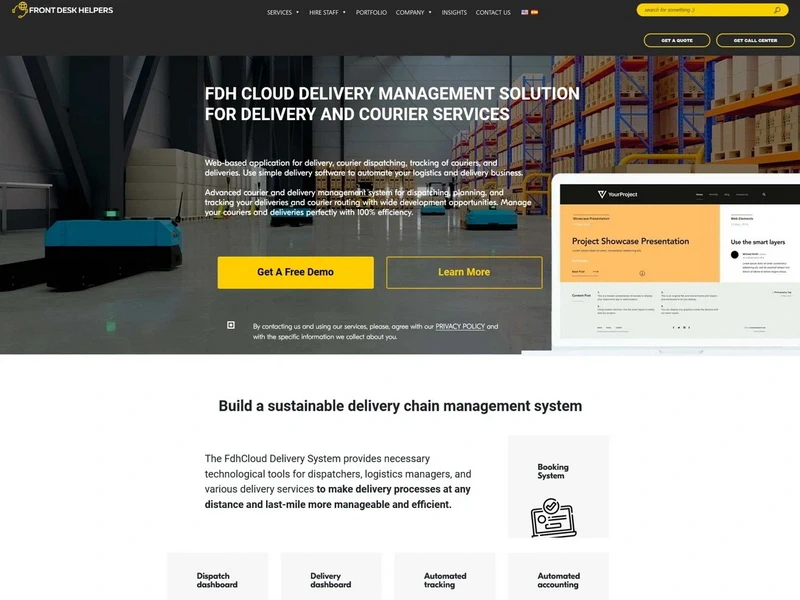 FRONT DESK HELPERS
SERVICES
HIRE STAFF
PORTFOLIO
COMPANY
INSIGHTS
CONTACT US
search for something ;)
GET A QUOTE
GET CALL CENTER
FDH CLOUD DELIVERY MANAGEMENT SOLUTION
FOR DELIVERY AND COURIER SERVICES
Web-based application for delivery, courier dispatching, tracking of couriers, and
deliveries. Use simple delivery software to automate your logistics and delivery business.
Advanced courier and delivery management system for dispatching, planning, and
tracking your deliveries and courier routing with wide development opportunities. Manage
your couriers and deliveries perfectly with 100% efficiency.
Get A Free Demo
Learn More
By contacting us and using our services, please, agree with our PRIVACY POLICY and
with the specific information we collect about you.
YourProject
Showcase Presentation
Project Showcase Presentation
Web Elements
Use the smart layers
Build a sustainable delivery chain management system
The FdhCloud Delivery System provides necessary
technological tools for dispatchers, logistics managers, and
various delivery services to make delivery processes at any
distance and last-mile more manageable and efficient.
Booking
System
Dispatch
dashboard
Delivery
dashboard
Automated
tracking
Automated
accounting